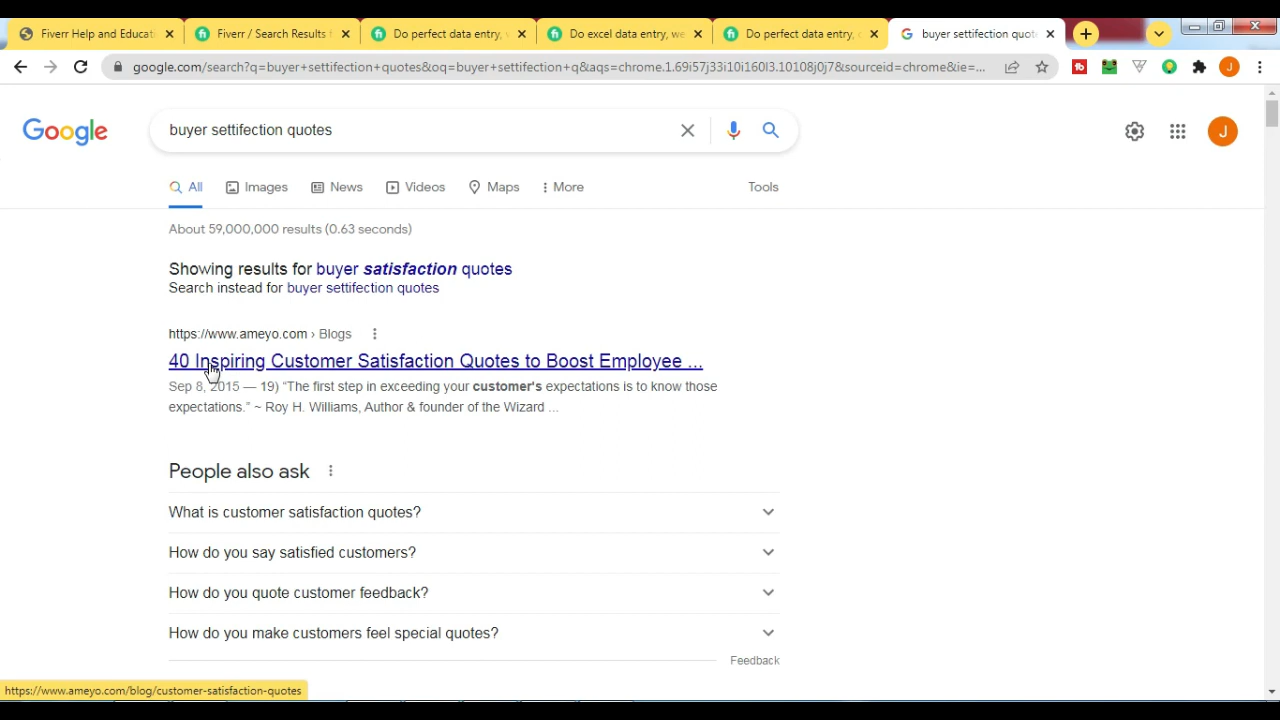 Fiverr Help and Educati
Fiverr / Search Results f
Do perfect data entry, w
Do excel data entry, we
Do perfect data entry, c
buyer settifection quot
google.com/search?q=buyer+settifection+quotes&oq=buyer+settifection+q&aqs=chrome.1.69i57j33i10i160l3.10108j0j7&sourceid=chrome&ie=...
J
Google
buyer settifection quotes
J
All
Images
News
Videos
Maps
More
Tools
About 59,000,000 results (0.63 seconds)
Showing results for buyer satisfaction quotes
Search instead for buyer settifection quotes
https://www.ameyo.com › Blogs
40 Inspiring Customer Satisfaction Quotes to Boost Employee ...
Sep 8, 2015 — 19) “The first step in exceeding your customer's expectations is to know those
expectations.” ~ Roy H. Williams, Author & founder of the Wizard ...
People also ask
What is customer satisfaction quotes?
How do you say satisfied customers?
How do you quote customer feedback?
How do you make customers feel special quotes?
Feedback
https://www.ameyo.com/blog/customer-satisfaction-quotes